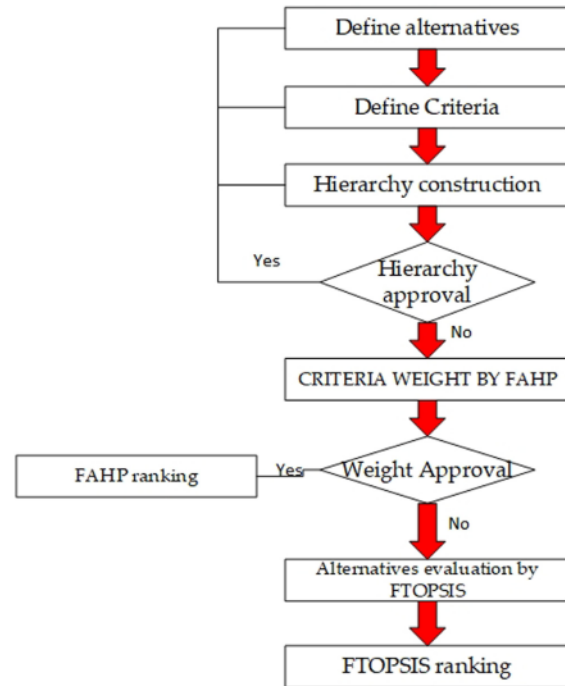 Define alternatives
Define Criteria
Hierarchy construction
Yes
Hierarchy
approval
No
CRITERIA WEIGHT BY FAHP
FAHP ranking
Yes
Weight Approval
No
Alternatives evaluation by
FTOPSIS
FTOPSIS ranking